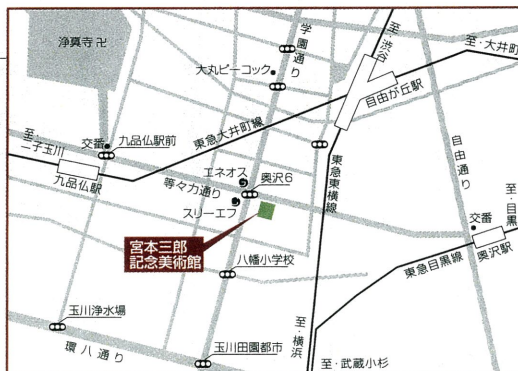 浄真寺卍
学園通り
至・渋谷
至・大井町
大丸ピーコック
自由が丘駅
至・二子玉川
交番
九品仏駅前
東急大井町線
九品仏駅
エネオス
等々力通り
奥沢6
スリーエフ
東急東横線
自由通り
交番
至・目黒
奥沢駅
東急目黒線
宮本三郎
記念美術館
八幡小学校
玉川浄水場
環八通り
玉川田園都市
至・横浜
至・武蔵小杉